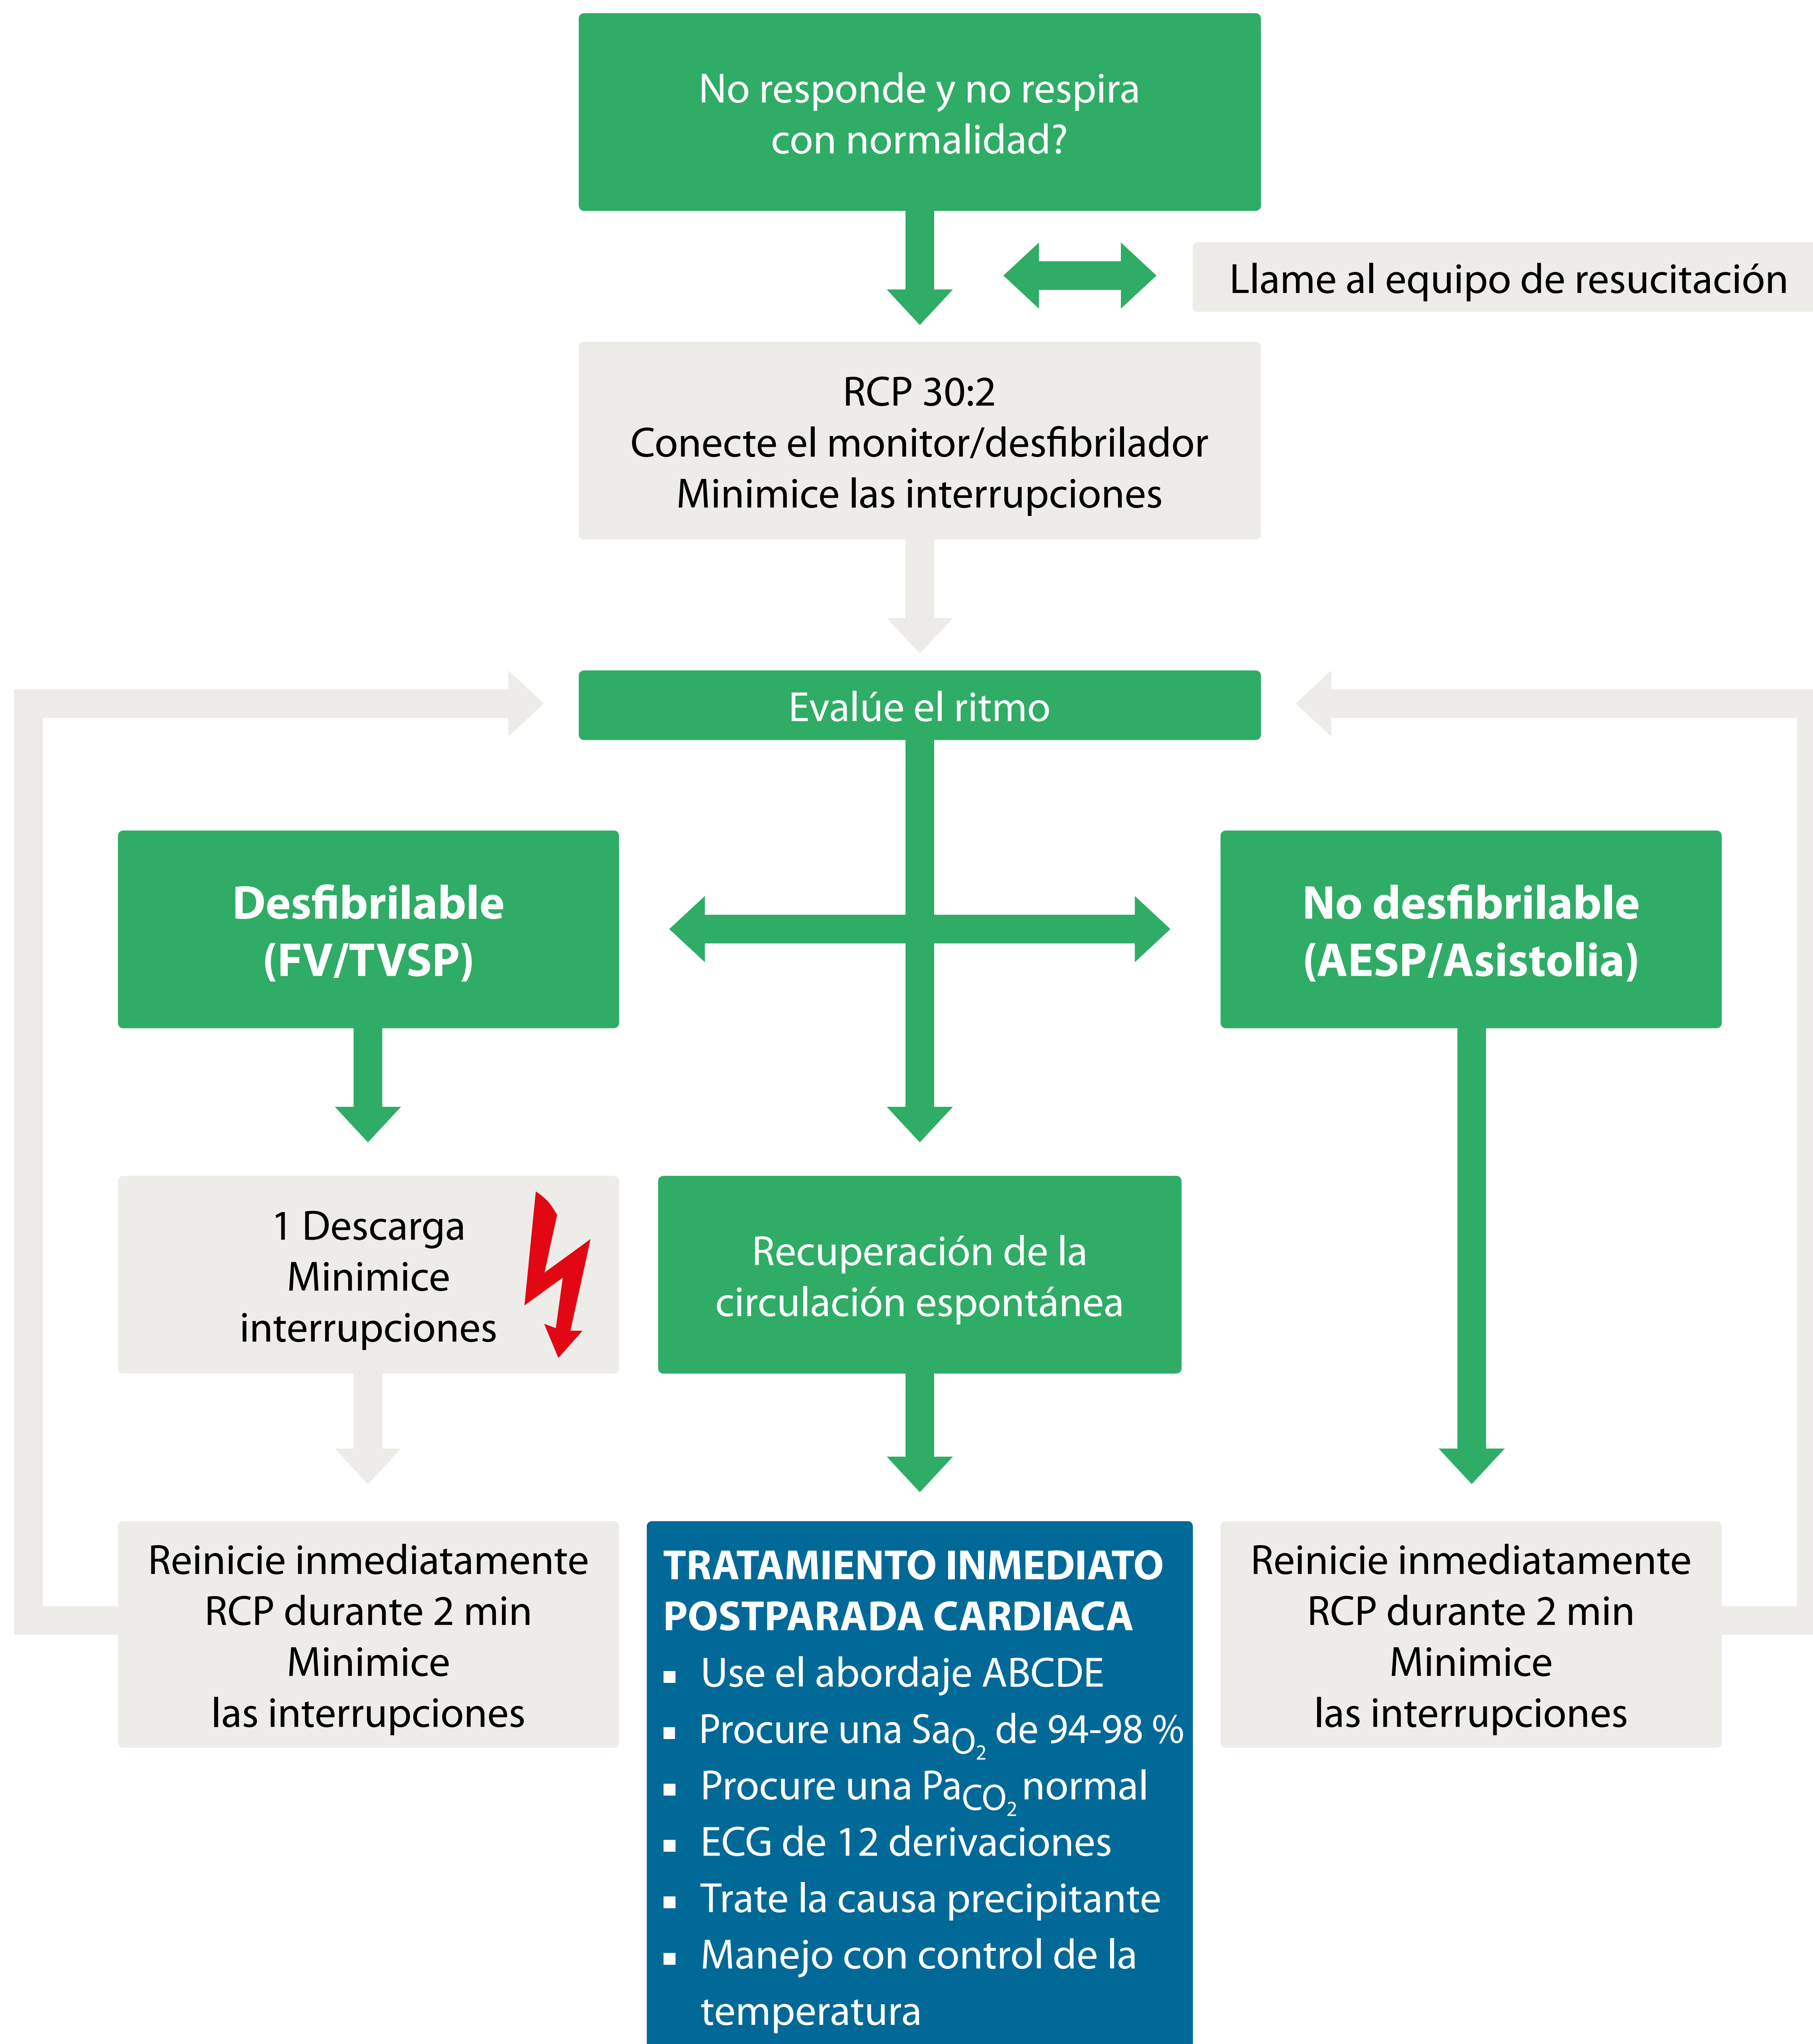 No responde y no respira
con normalidad?
Llame al equipo de resucitación
RCP 30:2
Conecte el monitor/desfibrilador
Minimice las interrupciones
Evalúe el ritmo
Desfibrilable
(FV/TVSP)
No desfibrilable
(AESP/Asistolia)
1 Descarga
Minimice
interrupciones
Recuperación de la
circulación espontánea
Reinicie inmediatamente
RCP durante 2 min
Minimice
las interrupciones
TRATAMIENTO INMEDIATO
POSTPARADA CARDIACA
▪ Use el abordaje ABCDE
▪ Procure una SaO₂ de 94-98 %
▪ Procure una PaCO₂ normal
▪ ECG de 12 derivaciones
▪ Trate la causa precipitante
▪ Manejo con control de la
temperatura
Reinicie inmediatamente
RCP durante 2 min
Minimice
las interrupciones